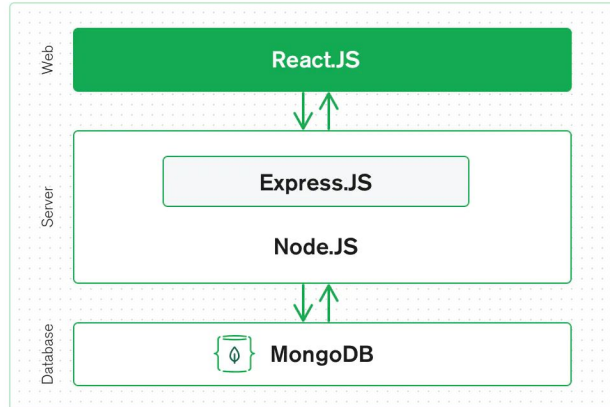 Web
React.JS
Server
Express.JS
Node.JS
Database
MongoDB